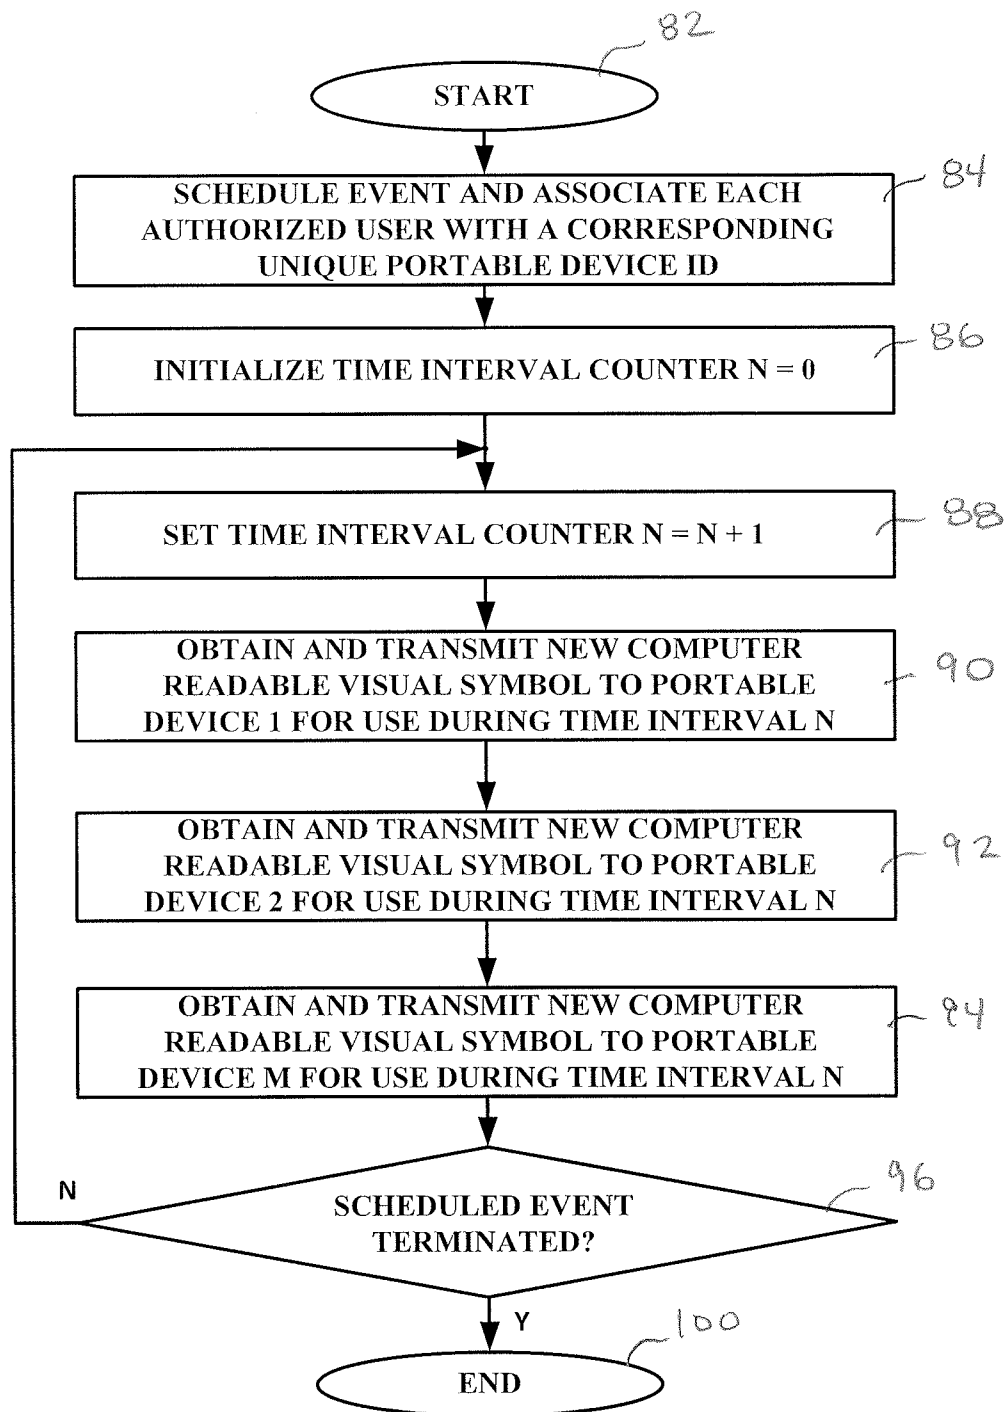 82
START
SCHEDULE EVENT AND ASSOCIATE EACH
AUTHORIZED USER WITH A CORRESPONDING
UNIQUE PORTABLE DEVICE ID
84
INITIALIZE TIME INTERVAL COUNTER N = 0
86
SET TIME INTERVAL COUNTER N = N + 1
88
OBTAIN AND TRANSMIT NEW COMPUTER
READABLE VISUAL SYMBOL TO PORTABLE
DEVICE 1 FOR USE DURING TIME INTERVAL N
90
OBTAIN AND TRANSMIT NEW COMPUTER
READABLE VISUAL SYMBOL TO PORTABLE
DEVICE 2 FOR USE DURING TIME INTERVAL N
92
OBTAIN AND TRANSMIT NEW COMPUTER
READABLE VISUAL SYMBOL TO PORTABLE
DEVICE M FOR USE DURING TIME INTERVAL N
94
N
SCHEDULED EVENT
TERMINATED?
96
Y
100
END